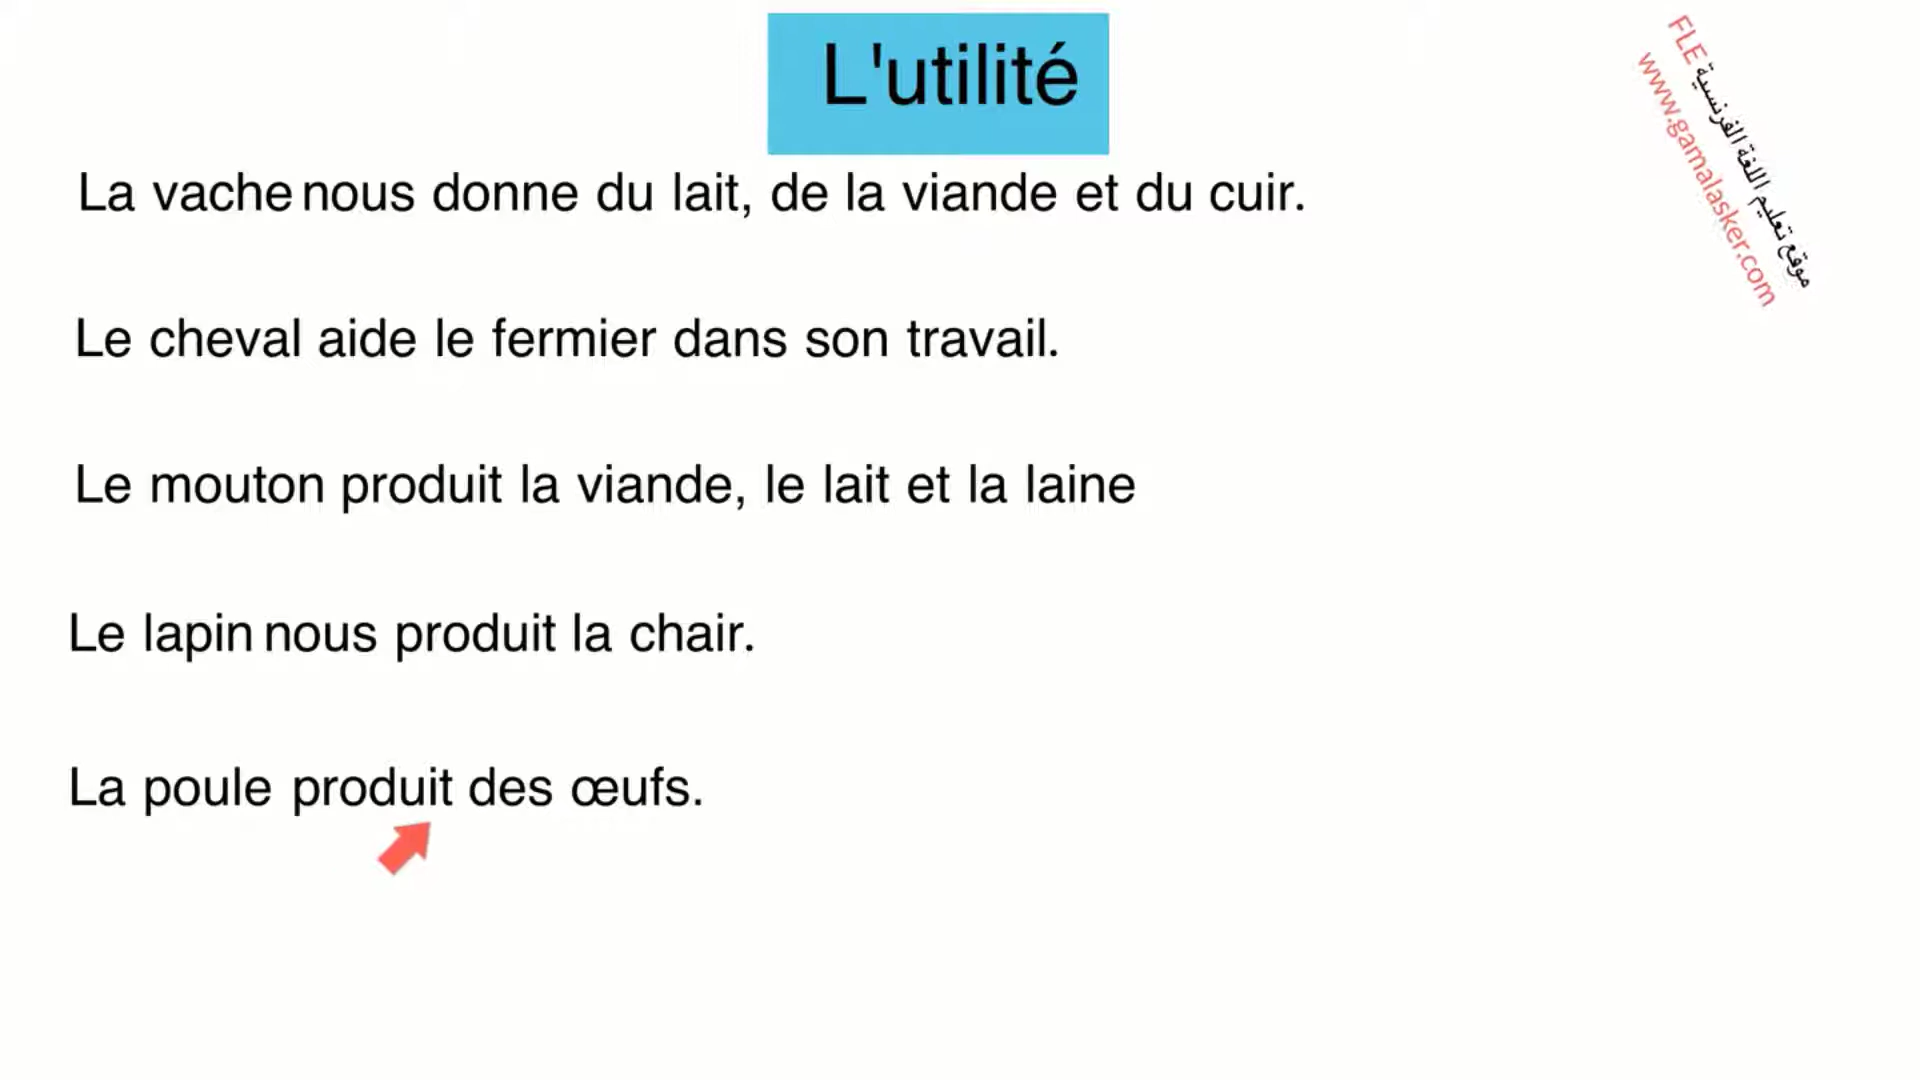 L'utilité
موقع تعليم اللغة الفرنسية FLE
www.gamalasker.com
La vache nous donne du lait, de la viande et du cuir.
Le cheval aide le fermier dans son travail.
Le mouton produit la viande, le lait et la laine
Le lapin nous produit la chair.
La poule produit des œufs.